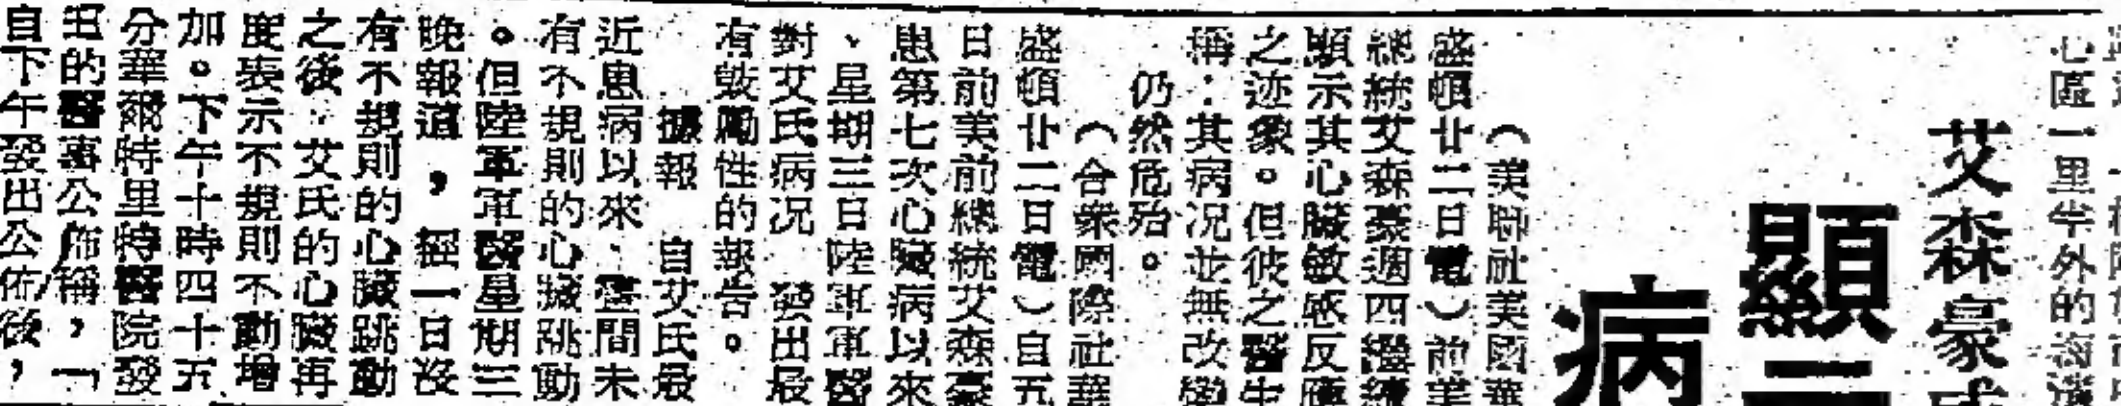 心區一里半外的
艾森豪
顯
病
（美聯社美國華
盛頓廿二日電）前美
總統艾森豪週四繼續
顯示其心臟敏感反應
之迹象。但彼之醫生
稱：其病况並無改變
仍然危殆。
（合衆國際社華
盛頓廿二日電）自五
日前美前總統艾森豪
患第七次心臟病以來
、星期三日陸軍軍醫
對艾氏病况 發出最
有鼓勵性的報告。
據報 自艾氏最
近患病以來、晝間未
有不規則的心臟跳動
。但陸軍軍醫星期三
晚報道，經一日沒
有不規則的心臟跳動
之後、艾氏的心臟再
度表示不規則不動增
加。下午十時四十五
分華爾時里特醫院發
出的醫事公佈稱，「
自下午發出公佈後，